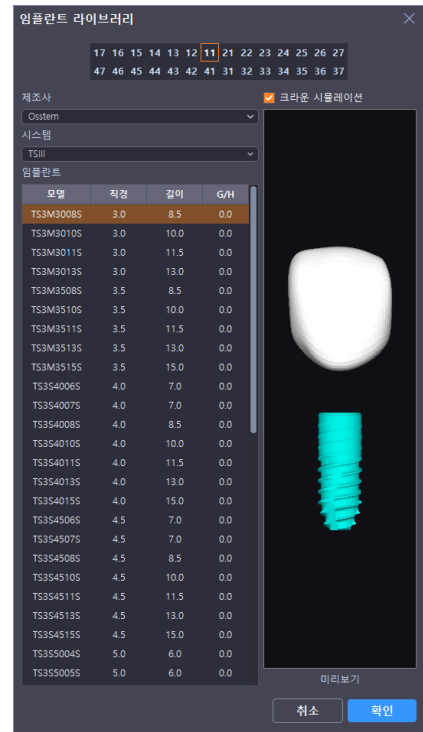 임플란트 라이브러리
17 16 15 14 13 12 11 21 22 23 24 25 26 27
47 46 45 44 43 42 41 31 32 33 34 35 36 37
제조사
크라운 시뮬레이션
Osstem
시스템
TSIII
임플란트
모델 직경 길이 G/H
TS3M3008S 3.0 8.5 0.0
TS3M3010S 3.0 10.0 0.0
TS3M3011S 3.0 11.5 0.0
TS3M3013S 3.0 13.0 0.0
TS3M3508S 3.5 8.5 0.0
TS3M3510S 3.5 10.0 0.0
TS3M3511S 3.5 11.5 0.0
TS3M3513S 3.5 13.0 0.0
TS3M3515S 3.5 15.0 0.0
TS3S4006S 4.0 7.0 0.0
TS3S4007S 4.0 7.0 0.0
TS3S4008S 4.0 8.5 0.0
TS3S4010S 4.0 10.0 0.0
TS3S4011S 4.0 11.5 0.0
TS3S4013S 4.0 13.0 0.0
TS3S4015S 4.0 15.0 0.0
TS3S4506S 4.5 7.0 0.0
TS3S4507S 4.5 7.0 0.0
TS3S4508S 4.5 8.5 0.0
TS3S4510S 4.5 10.0 0.0
TS3S4511S 4.5 11.5 0.0
TS3S4513S 4.5 13.0 0.0
TS3S4515S 4.5 15.0 0.0
TS3S5004S 5.0 6.0 0.0
TS3S5005S 5.0 6.0 0.0
미리보기
취소 확인